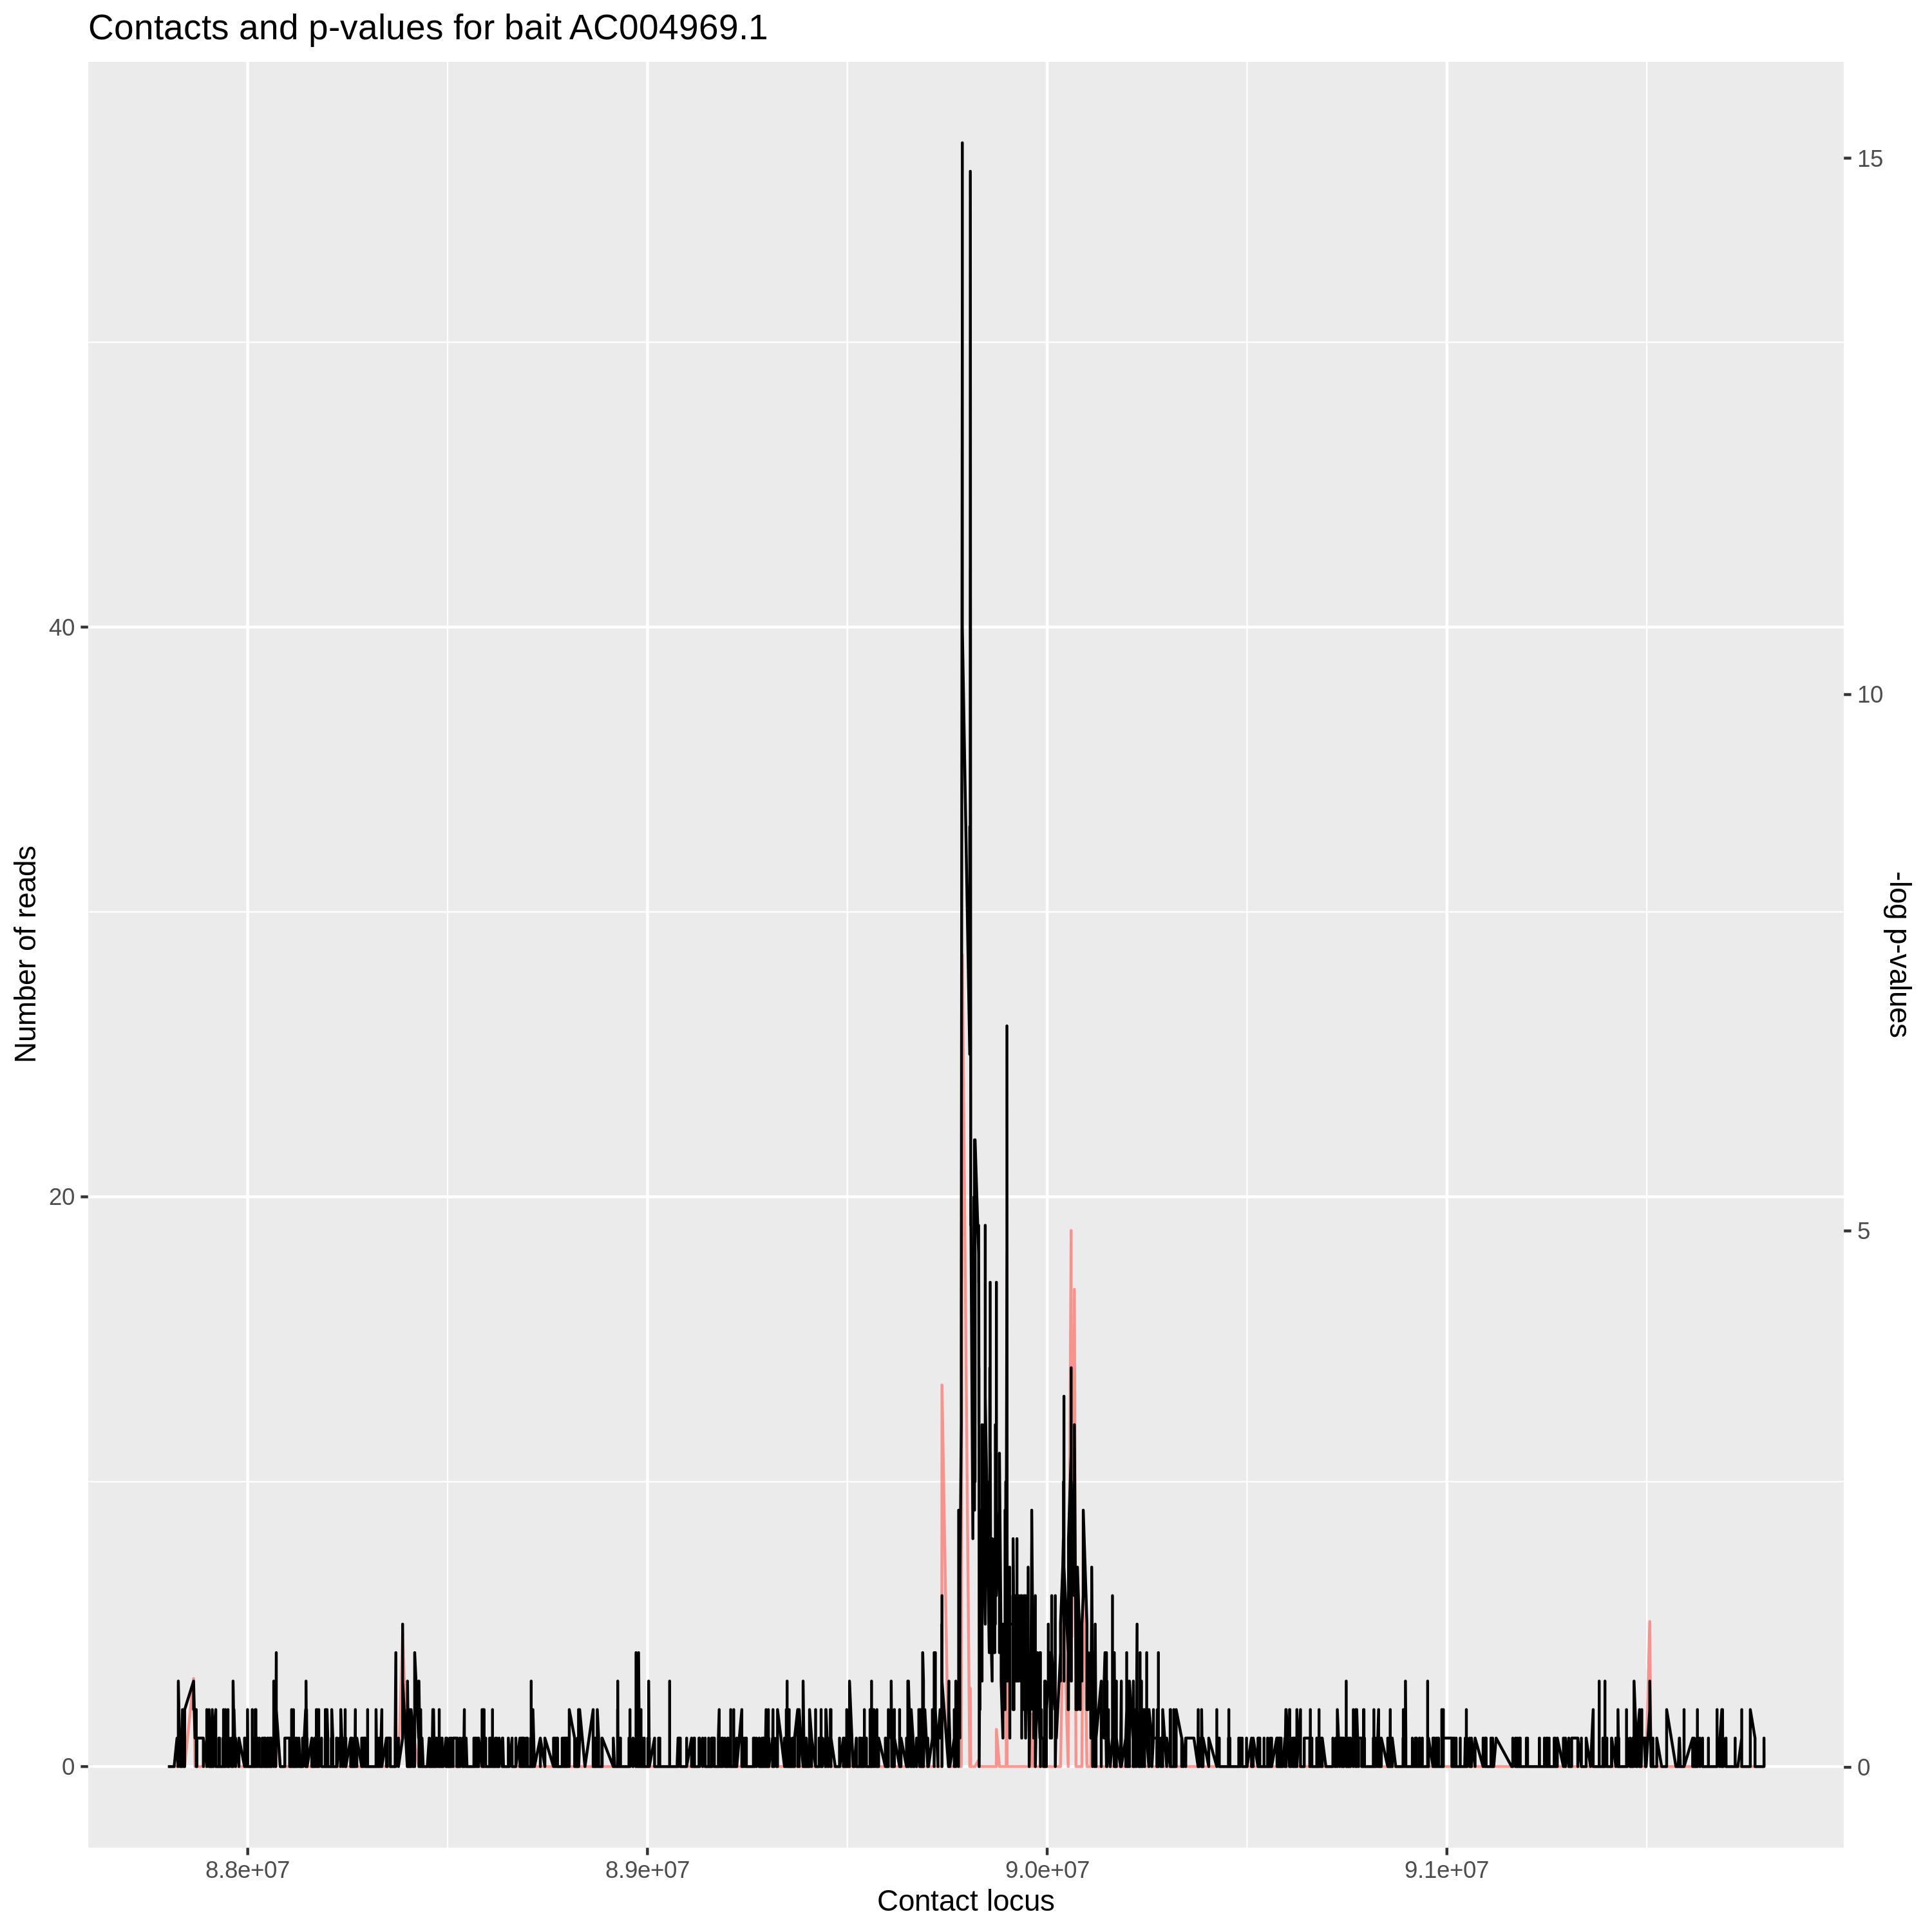 Contacts and p-values for bait AC004969.1
Number of reads
40
20
0
15
10
5
0
-log p-values
8.8e+07 8.9e+07 9.0e+07 9.1e+07
Contact locus